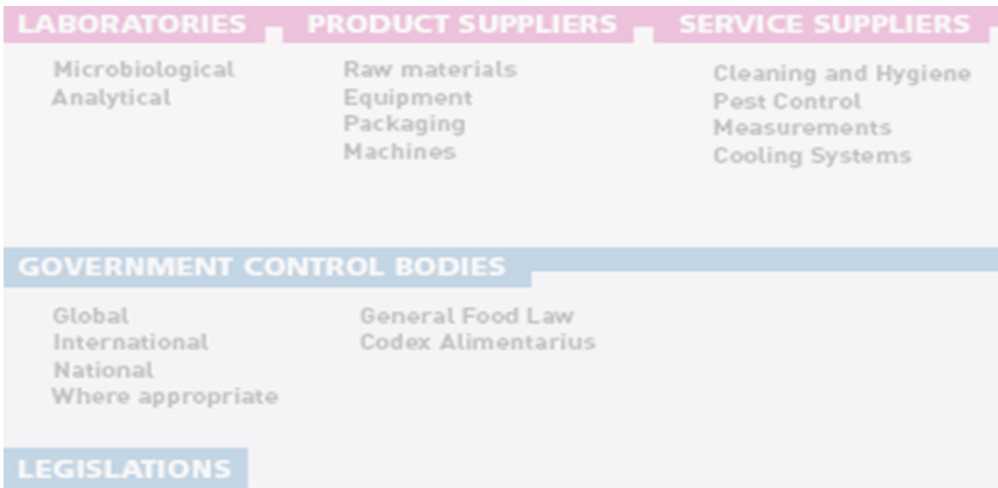 LABORATORIES
Microbiological
Analytical
PRODUCT SUPPLIERS
Raw materials
Equipment
Packaging
Machines
SERVICE SUPPLIERS
Cleaning and Hygiene
Pest Control
Measurements
Cooling Systems
GOVERNMENT CONTROL BODIES
Global
International
National
Where appropriate
General Food Law
Codex Alimentarius
LEGISLATIONS